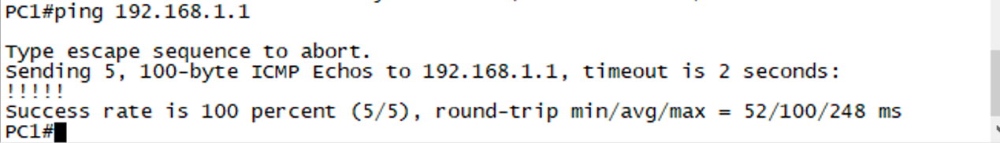 PC1#ping 192.168.1.1
Type escape sequence to abort.
Sending 5, 100-byte ICMP Echos to 192.168.1.1, timeout is 2 seconds:
!!!!!
Success rate is 100 percent (5/5), round-trip min/avg/max = 52/100/248 ms
PC1#